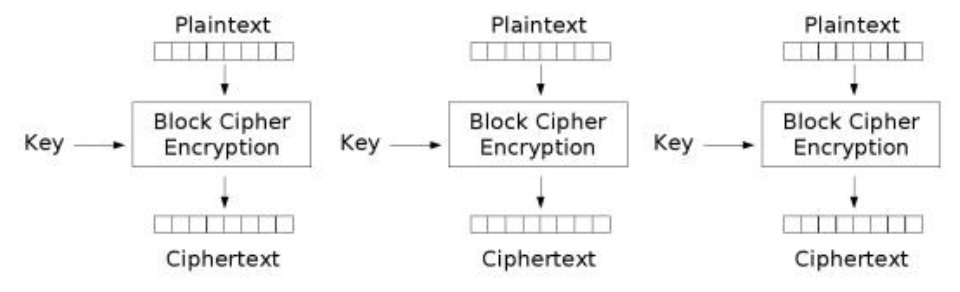 Plaintext Plaintext Plaintext
Key Block Cipher Encryption Key Block Cipher Encryption Key Block Cipher Encryption
Ciphertext Ciphertext Ciphertext